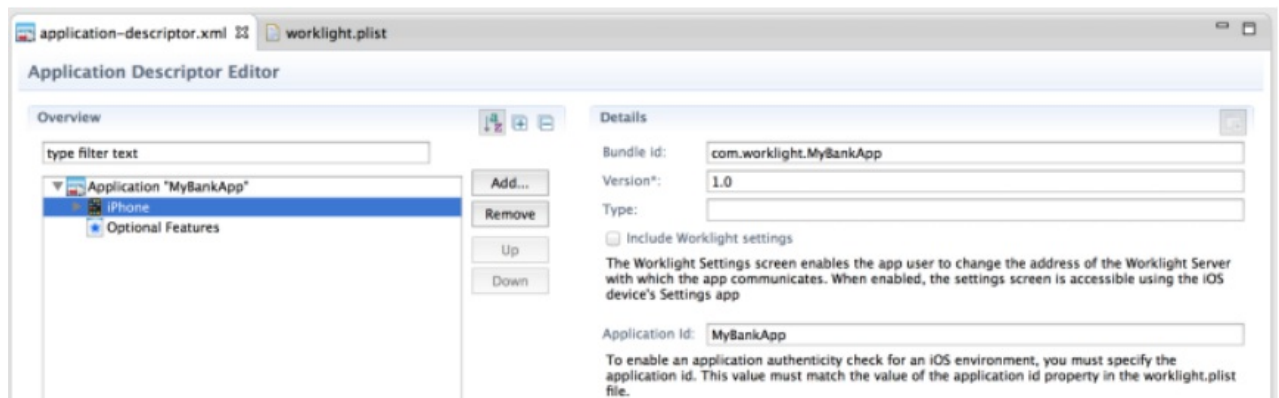 application-descriptor.xml
worklight.plist
Application Descriptor Editor
Overview
type filter text
Application "MyBankApp"
iPhone
Optional Features
Add...
Remove
Up
Down
Details
Bundle id:
com.worklight.MyBankApp
Version*:
1.0
Type:
Include Worklight settings
The Worklight Settings screen enables the app user to change the address of the Worklight Server
with which the app communicates. When enabled, the settings screen is accessible using the iOS
device's Settings app
Application Id:
MyBankApp
To enable an application authenticity check for an iOS environment, you must specify the
application id. This value must match the value of the application id property in the worklight.plist
file.